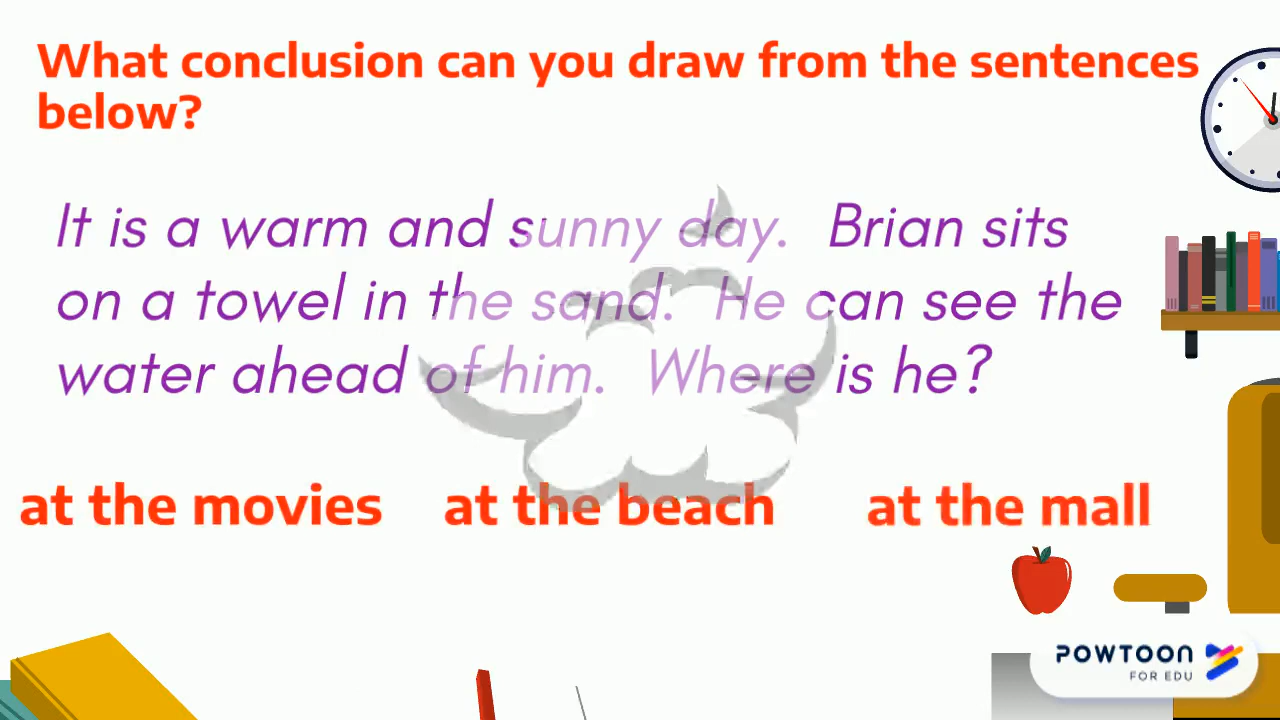 What conclusion can you draw from the sentences
below?
It is a warm and sunny day. Brian sits
on a towel in the sand. He can see the
water ahead of him. Where is he?
at the movies at the beach at the mall
POWTOON
FOR EDU